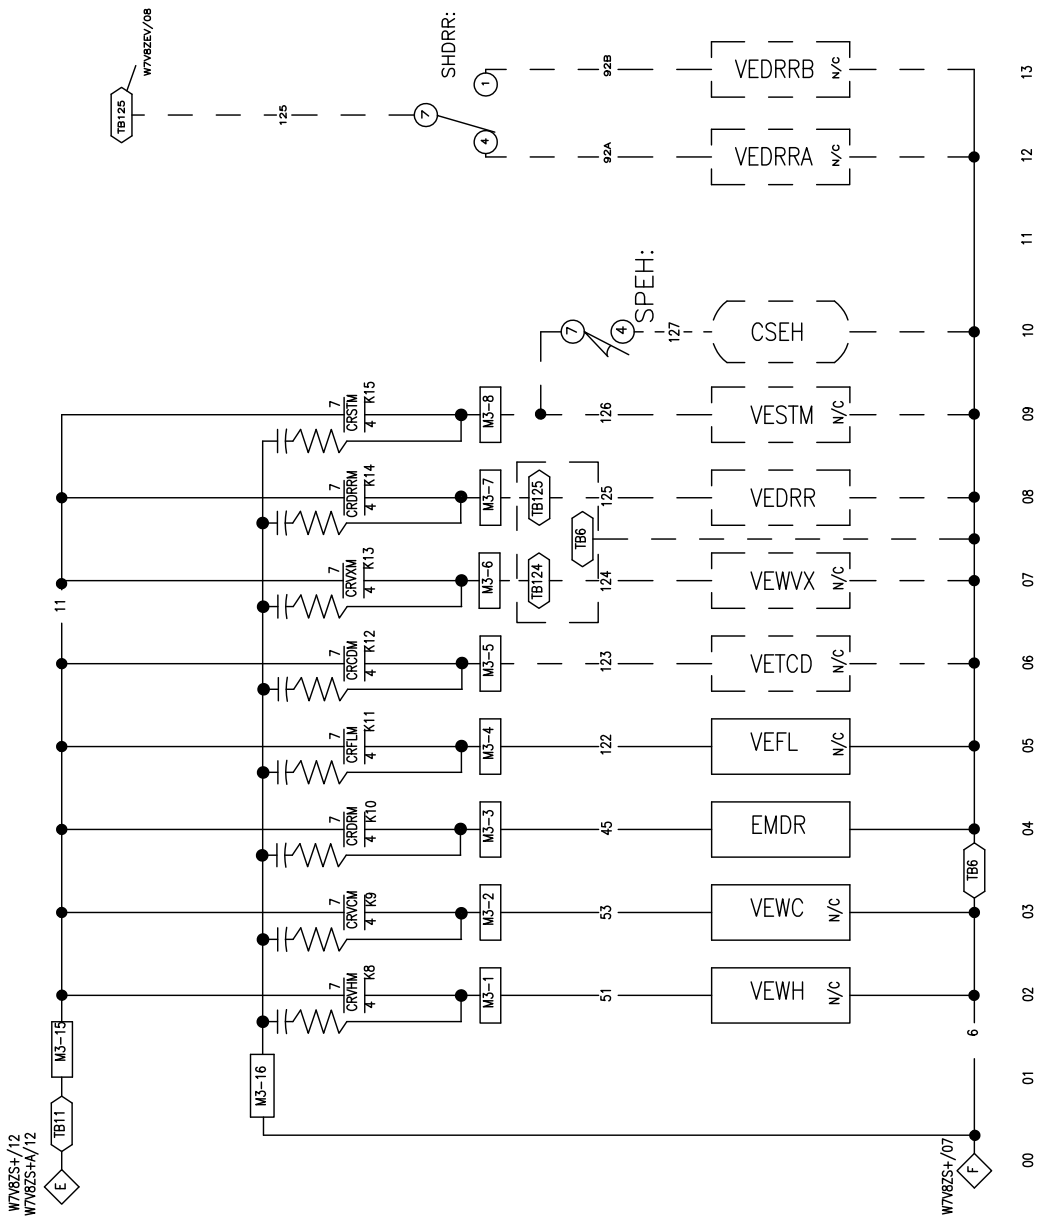 W7V8ZS+/12
W7V8ZS+A/12
E
TB11
M3-15
11
M3-16
W7V8ZS+/07
F
6
TB6
00
01
7
CRVHM
4
K8
M3-1
51
VEWH
N/C
02
7
CRVCM
4
K9
M3-2
53
VEWC
N/C
03
7
CRDRM
4
K10
M3-3
45
EMDR
04
7
CRFLM
4
K11
M3-4
122
VEFL
N/C
05
7
CRCDM
4
K12
M3-5
123
VETCD
N/C
06
7
CRVXM
4
K13
M3-6
TB124
124
VEWVX
N/C
07
TB6
7
CRDRRM
4
K14
M3-7
TB125
125
VEDRR
08
7
CRSTM
4
K15
M3-8
126
VESTM
N/C
09
7
4
SPEH:
127
CSEH
10
11
W7V8ZEV/08
TB125
125
7
SHDRR:
4
92A
VEDRRA
N/C
12
1
92B
VEDRRB
N/C
13